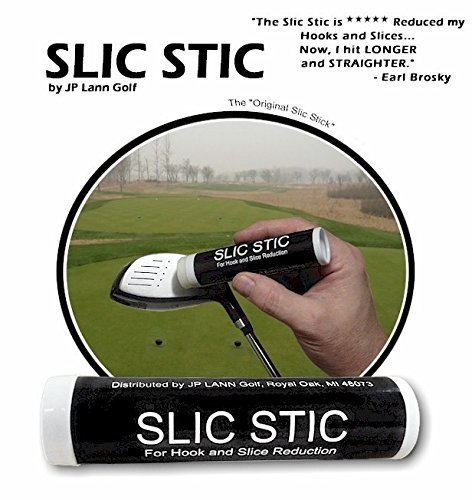 "The Slic Stic is ★★★★★ Reduced my
Hooks and Slices...
Now, I hit LONGER
and STRAIGHTER."
- Earl Brosky
SLIC STIC
by JP Lann Golf
The "Original Slic Stick"
SLIC STIC
For Hook and Slice Reduction
Distributed by JP LANN Golf, Royal Oak, MI 48073
SLIC STIC
For Hook and Slice Reduction